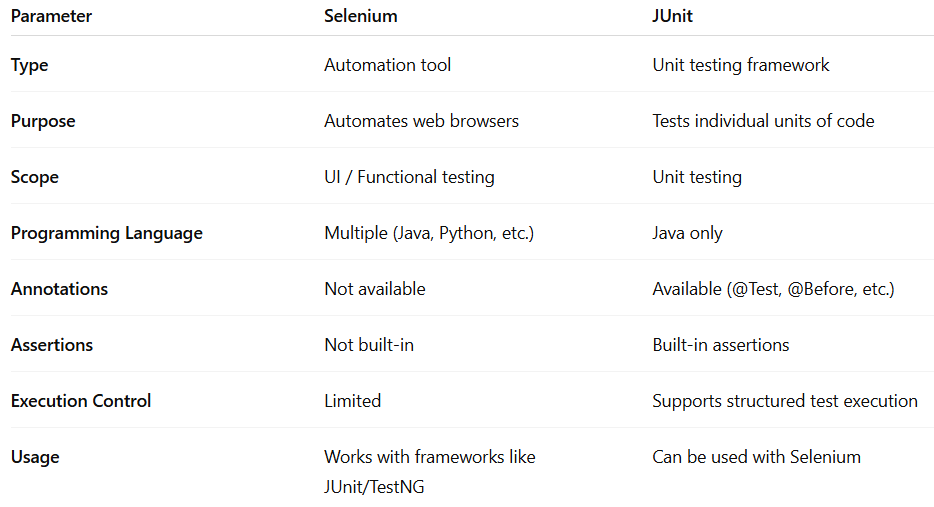 Parameter Selenium JUnit
Type Automation tool Unit testing framework
Purpose Automates web browsers Tests individual units of code
Scope UI / Functional testing Unit testing
Programming Language Multiple (Java, Python, etc.) Java only
Annotations Not available Available (@Test, @Before, etc.)
Assertions Not built-in Built-in assertions
Execution Control Limited Supports structured test execution
Usage Works with frameworks like Can be used with Selenium
JUnit/TestNG